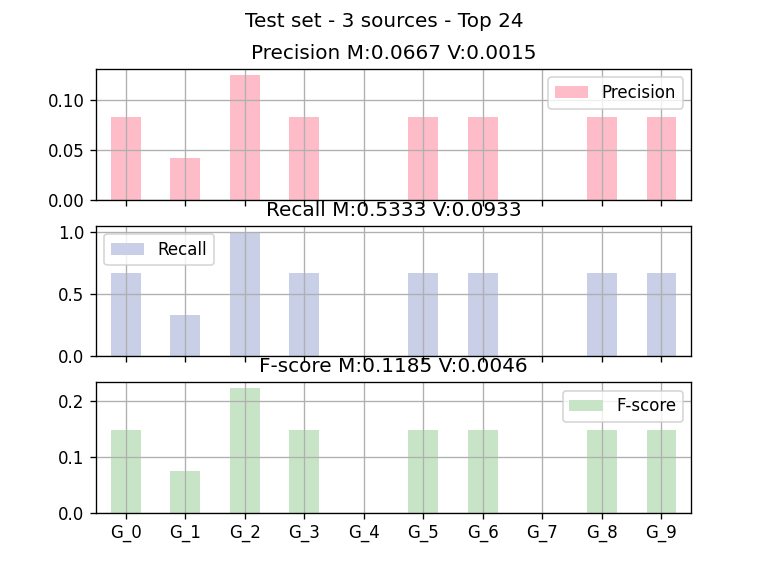 Test set - 3 sources - Top 24
Precision M:0.0667 V:0.0015
0.10
0.05
0.00
Precision
Recall M:0.5333 V:0.0933
1.0
0.5
0.0
Recall
F-score M:0.1185 V:0.0046
0.2
0.1
0.0
F-score
G_0 G_1 G_2 G_3 G_4 G_5 G_6 G_7 G_8 G_9